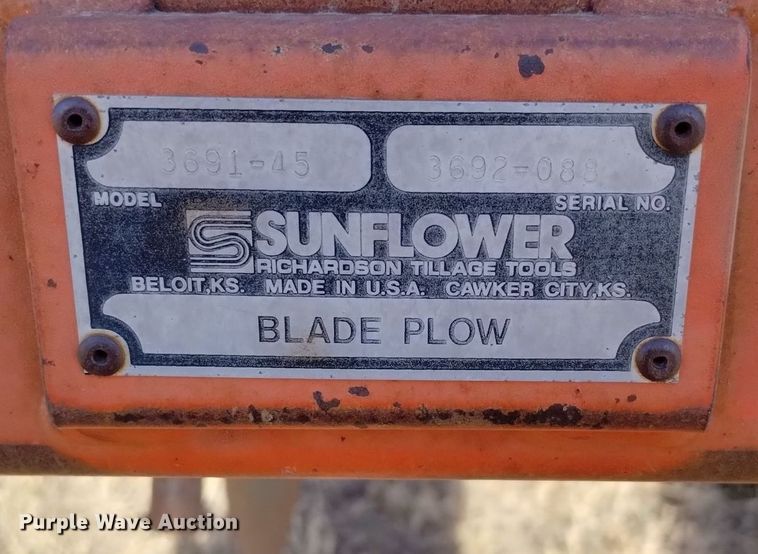 3691-45 3692-088
MODEL SERIAL NO.
SUNFLOWER
RICHARDSON TILLAGE TOOLS
BELOIT,KS. MADE IN U.S.A. CAWKER CITY,KS.
BLADE PLOW
Purple Wave Auction